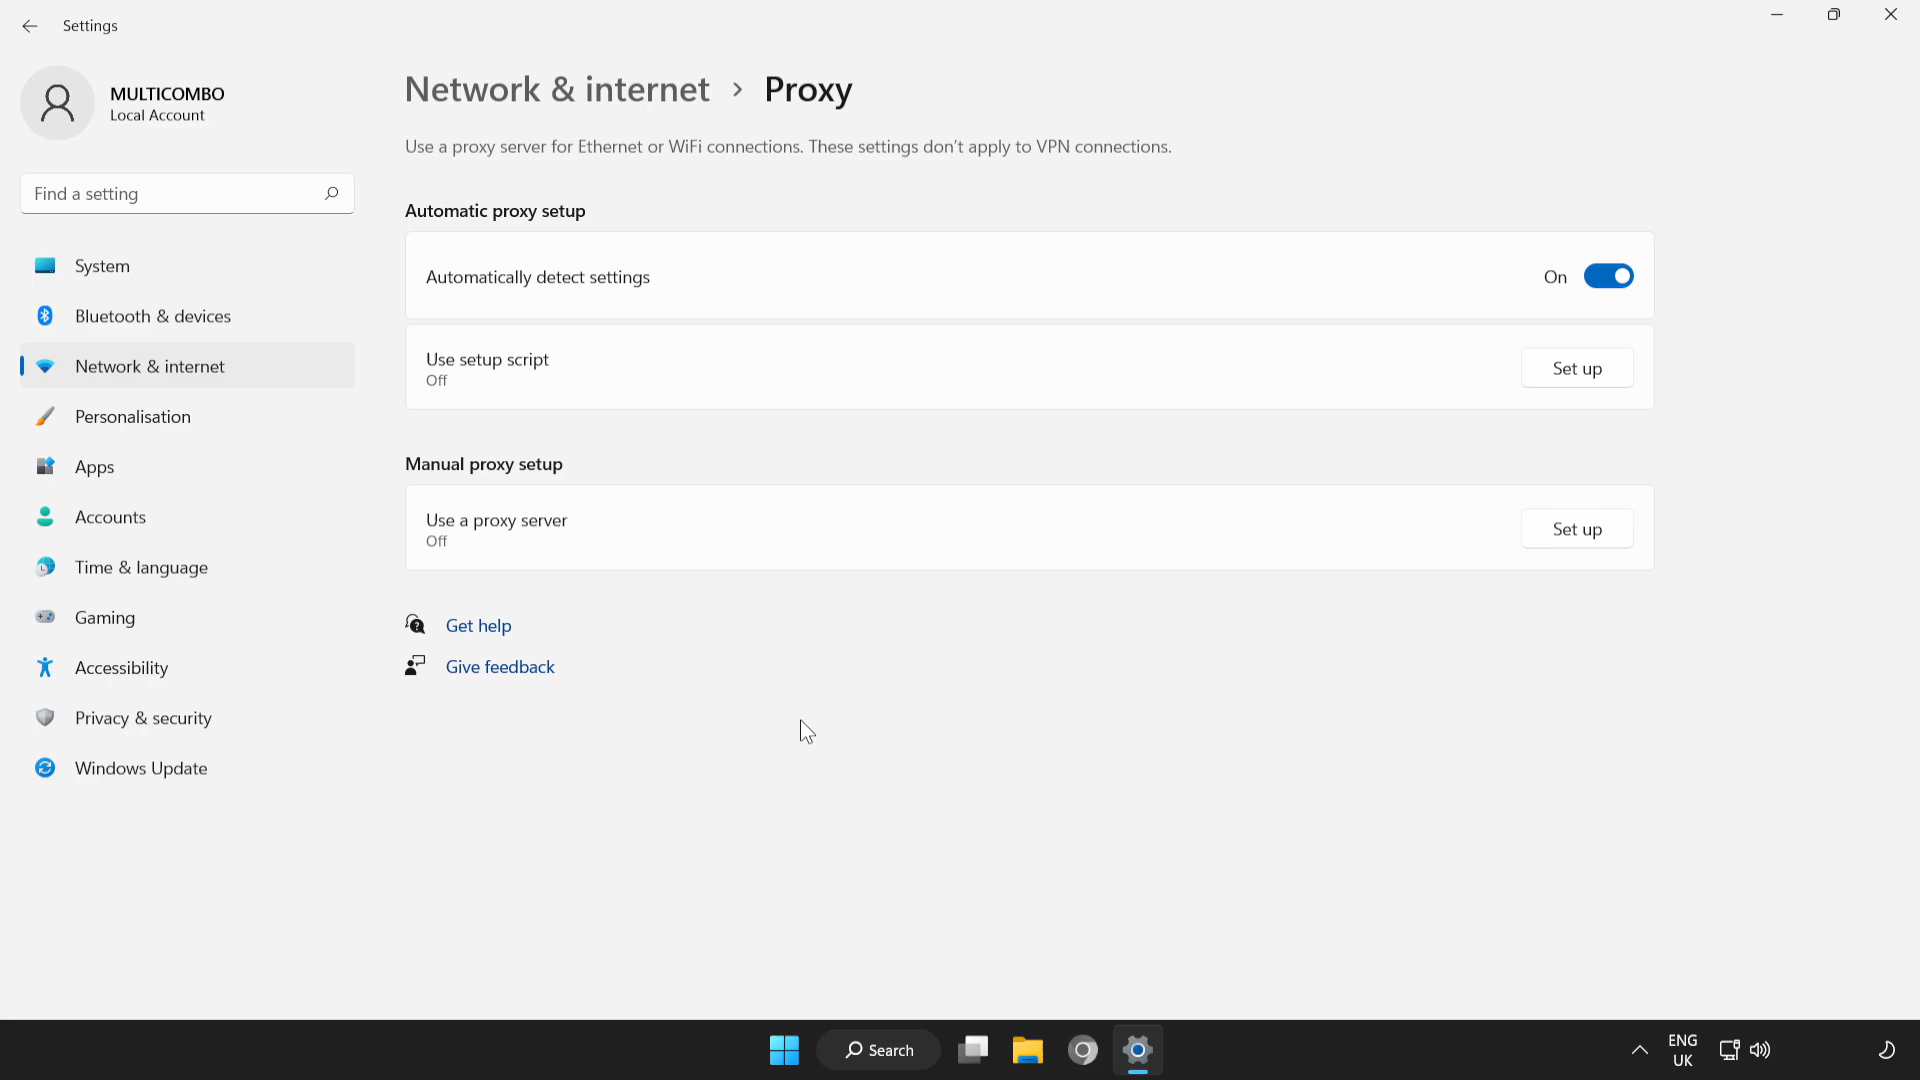 Settings
MULTICOMBO
Local Account
Find a setting
System
Bluetooth & devices
Network & internet
Personalisation
Apps
Accounts
Time & language
Gaming
Accessibility
Privacy & security
Windows Update
Network & internet > Proxy
Use a proxy server for Ethernet or WiFi connections. These settings don't apply to VPN connections.
Automatic proxy setup
Automatically detect settings
On
Use setup script
Off
Set up
Manual proxy setup
Use a proxy server
Off
Set up
Get help
Give feedback
Search
ENG
UK